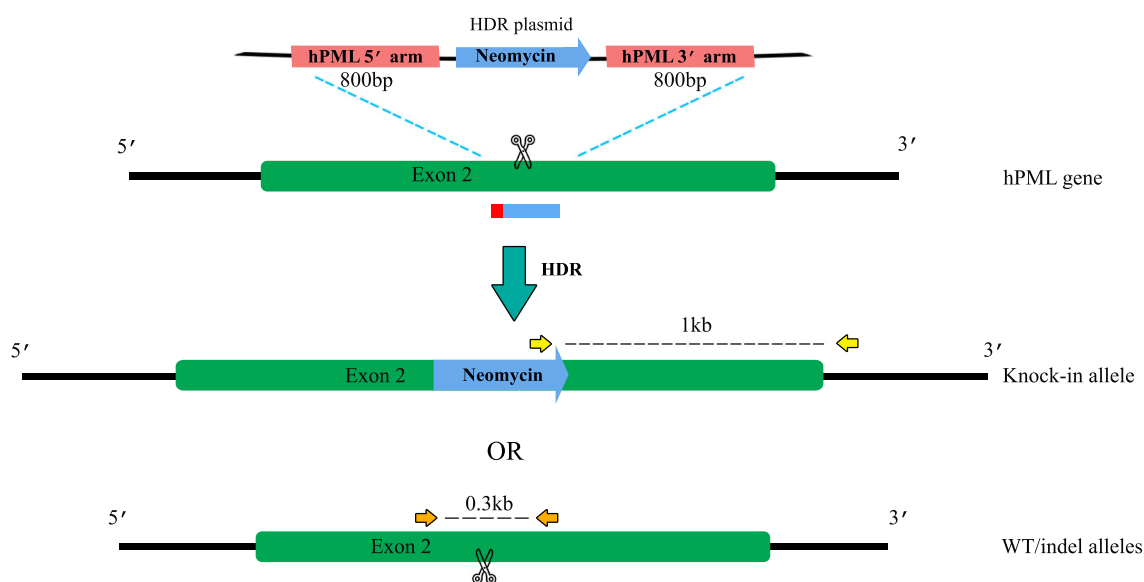 HDR plasmid
hPML 5′ arm Neomycin hPML 3′ arm
800bp 800bp
5′ 3′
Exon 2 hPML gene
HDR
1kb
5′ 3′
Exon 2 Neomycin Knock-in allele
OR
0.3kb
5′ 3′
Exon 2 WT/indel alleles